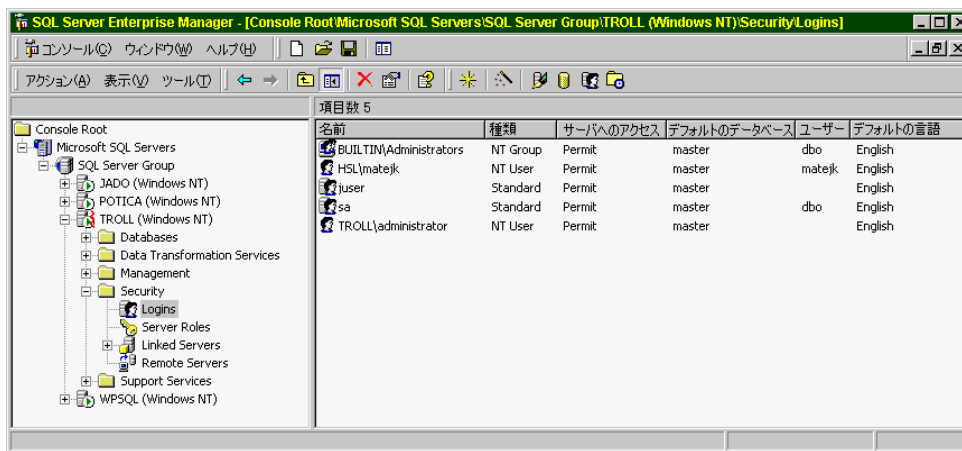 SQL Server Enterprise Manager - [Console Root\Microsoft SQL Servers\SQL Server Group\TROLL (Windows NT)\Security\Logins]
コンソール(C) ウィンドウ(W) ヘルプ(H)
アクション(A) 表示(V) ツール(T)
項目数 5
Console Root
Microsoft SQL Servers
SQL Server Group
JADO (Windows NT)
POTICA (Windows NT)
TROLL (Windows NT)
Databases
Data Transformation Services
Management
Security
Logins
Server Roles
Linked Servers
Remote Servers
Support Services
WPSQL (Windows NT)
名前 種類 サーバへのアクセス デフォルトのデータベース ユーザー デフォルトの言語
BUILTIN\Administrators NT Group Permit master dbo English
HSL\matejk NT User Permit master matejk English
juser Standard Permit master English
sa Standard Permit master dbo English
TROLL\administrator NT User Permit master English